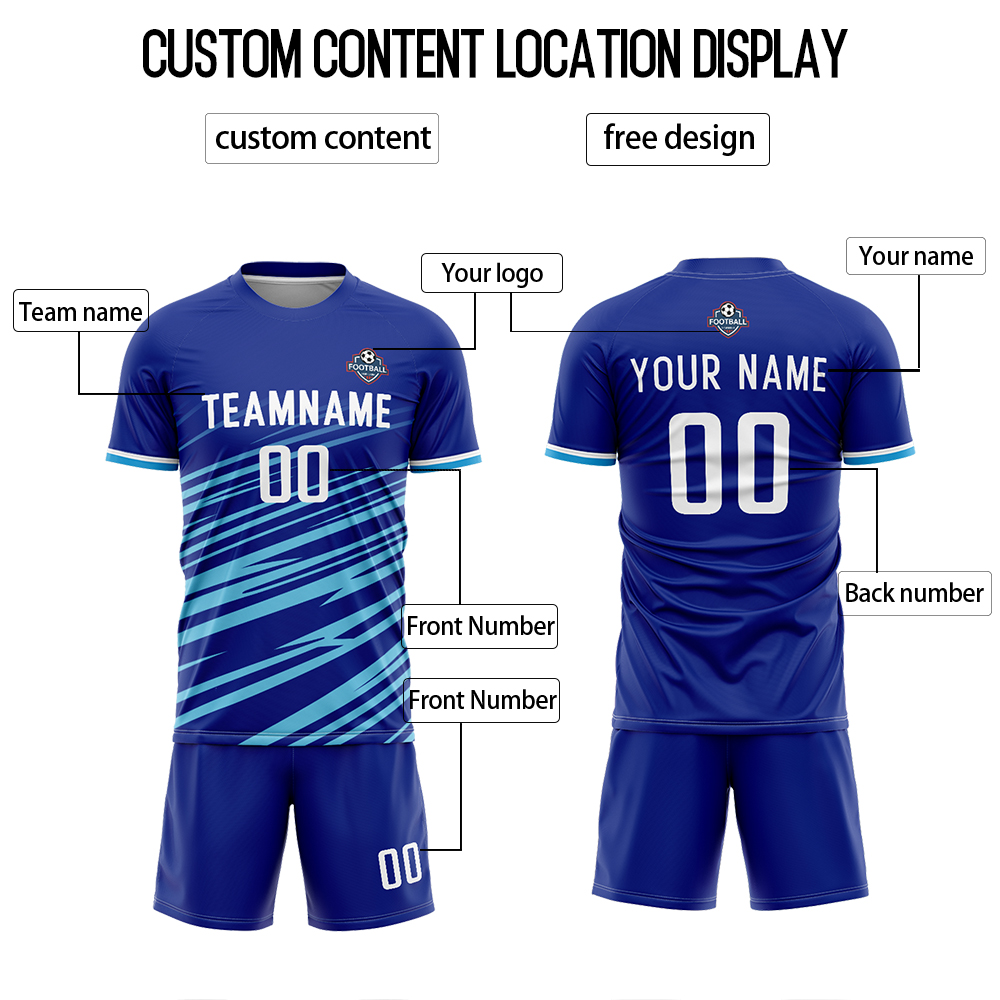 CUSTOM CONTENT LOCATION DISPLAY
custom content
free design
Your logo
Your name
Team name
FOOTBALL
FOOTBALL
YOUR NAME
TEAMNAME
00
00
Front Number
Back number
Front Number
00